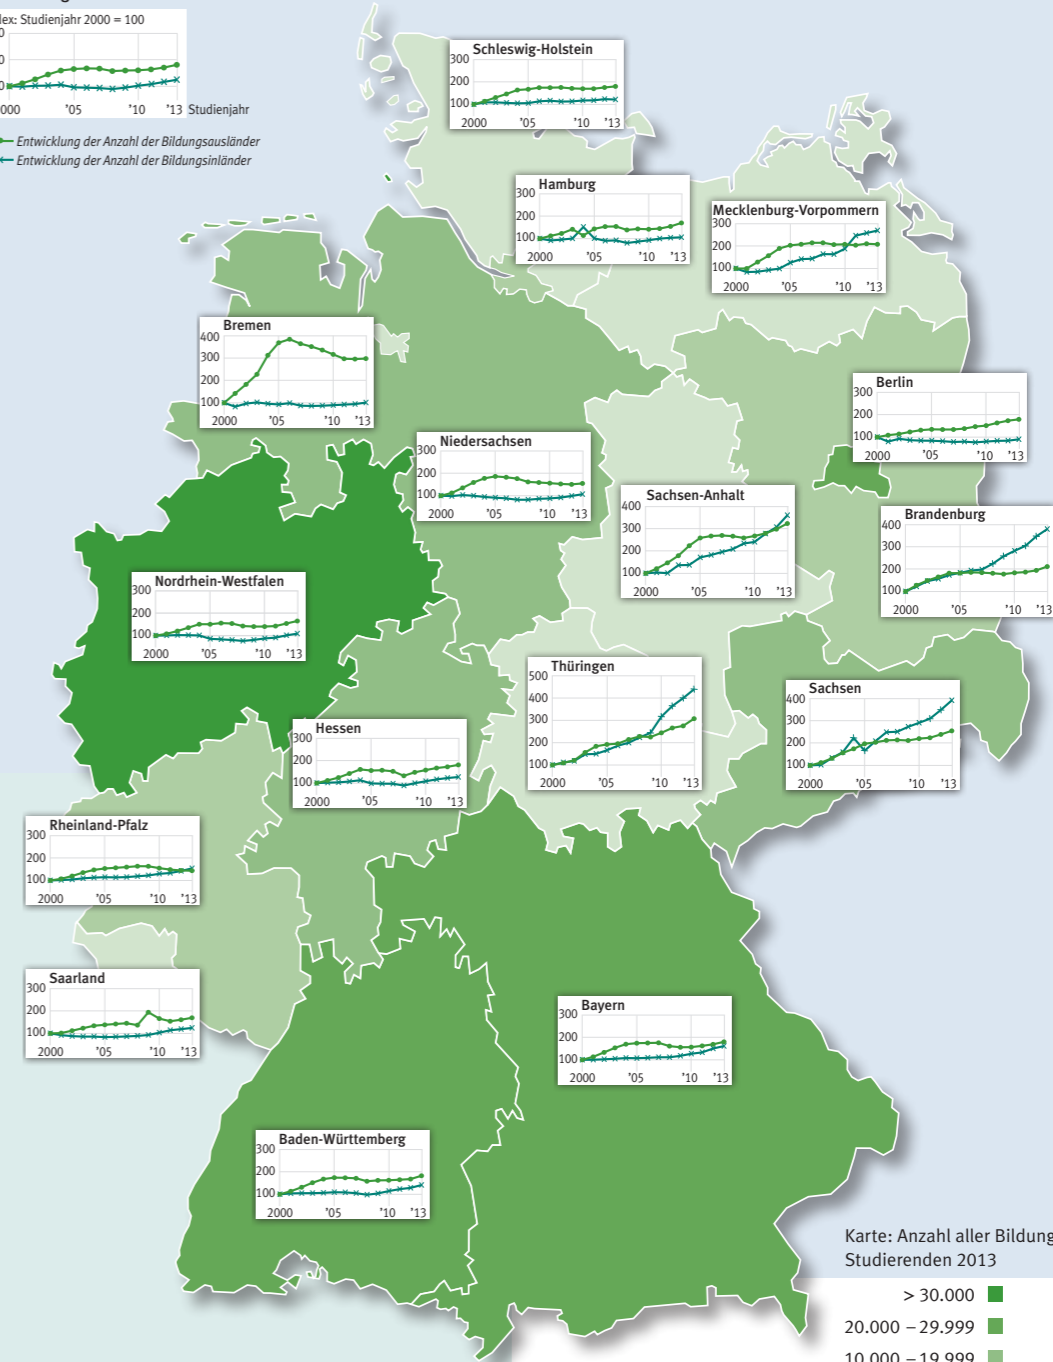 Index: Studienjahr 2000 = 100
2000 '05 '10 '13 Studienjahr
Entwicklung der Anzahl der Bildungsausländer
Entwicklung der Anzahl der Bildungsinländer
Schleswig-Holstein
300
200
100
2000 '05 '10 '13
Hamburg
300
200
100
2000 '05 '10 '13
Mecklenburg-Vorpommern
300
200
100
2000 '05 '10 '13
Bremen
400
300
200
100
2000 '05 '10 '13
Berlin
300
200
100
2000 '05 '10 '13
Niedersachsen
300
200
100
2000 '05 '10 '13
Sachsen-Anhalt
400
300
200
100
2000 '05 '10 '13
Brandenburg
400
300
200
100
2000 '05 '10 '13
Nordrhein-Westfalen
300
200
100
2000 '05 '10 '13
Thüringen
500
400
300
200
100
2000 '05 '10 '13
Sachsen
400
300
200
100
2000 '05 '10 '13
Hessen
300
200
100
2000 '05 '10 '13
Rheinland-Pfalz
300
200
100
2000 '05 '10 '13
Saarland
300
200
100
2000 '05 '10 '13
Bayern
300
200
100
2000 '05 '10 '13
Baden-Württemberg
300
200
100
2000 '05 '10 '13
Karte: Anzahl aller Bildung
Studierenden 2013
> 30.000
20.000 – 29.999
10.000 – 19.999